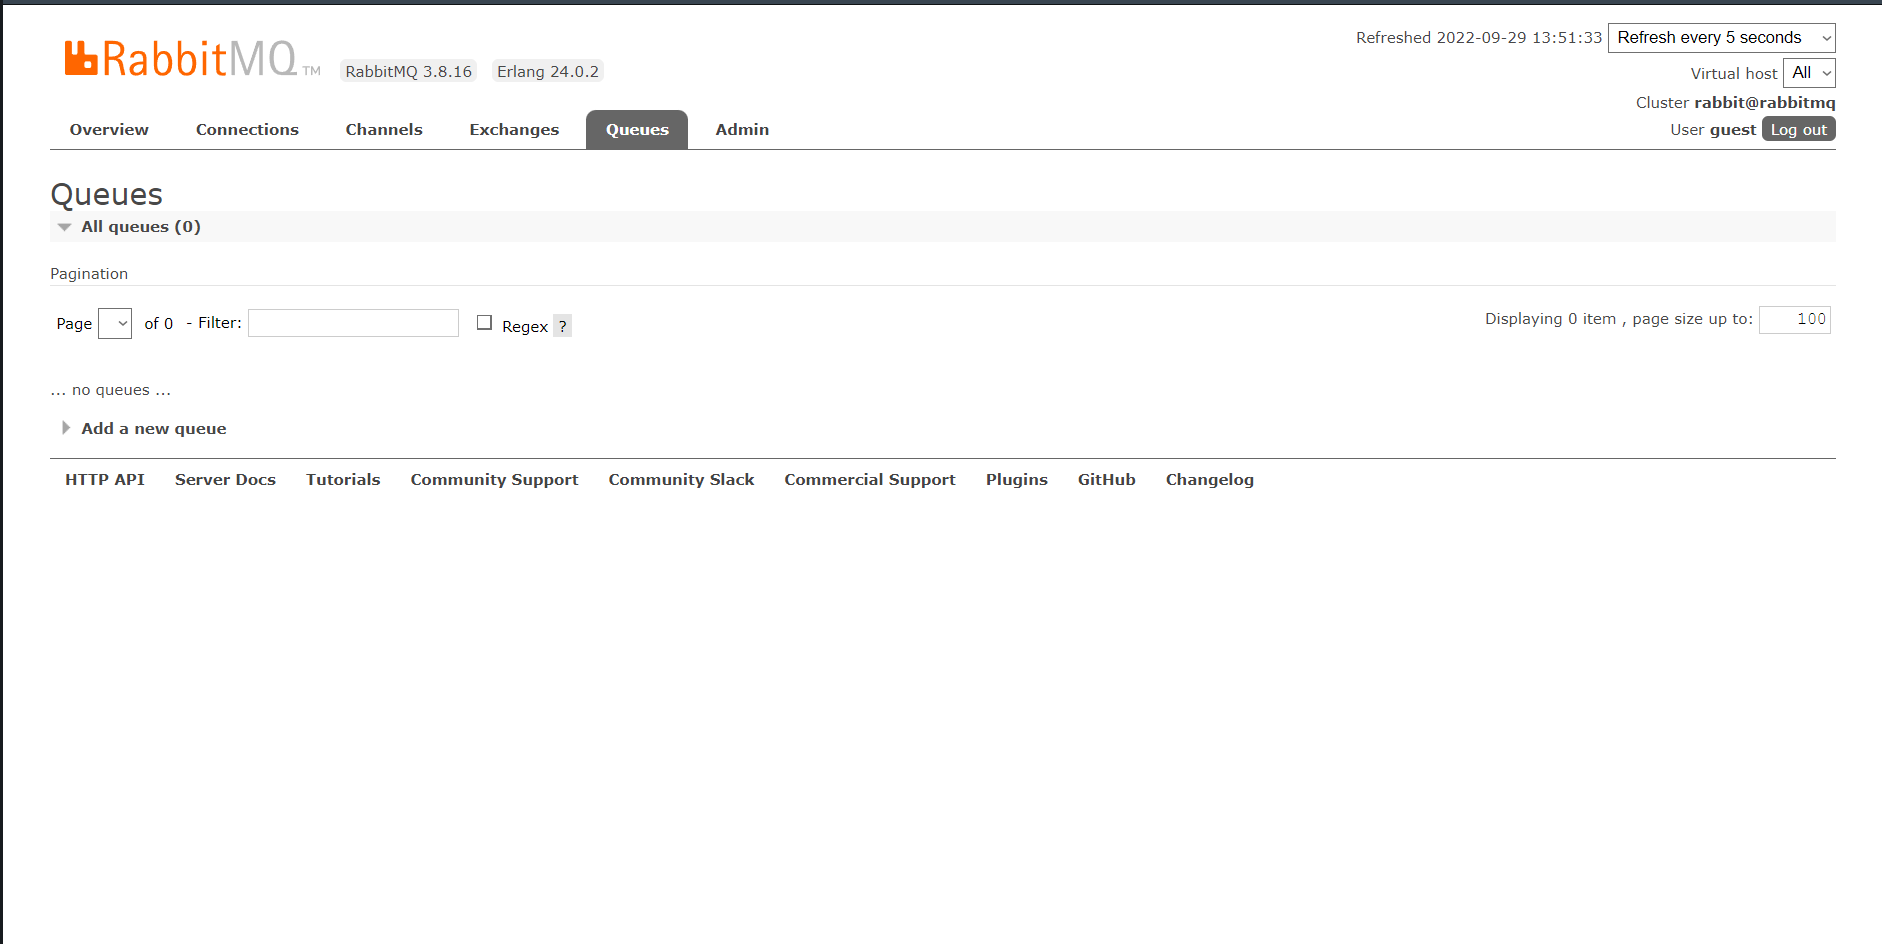 RabbitMQ TM RabbitMQ 3.8.16 Erlang 24.0.2
Refreshed 2022-09-29 13:51:33 Refresh every 5 seconds
Virtual host All
Cluster rabbit@rabbitmq
User guest Log out
Overview Connections Channels Exchanges Queues Admin
Queues
All queues (0)
Pagination
Page of 0 - Filter: Regex ? Displaying 0 item , page size up to: 100
... no queues ...
Add a new queue
HTTP API Server Docs Tutorials Community Support Community Slack Commercial Support Plugins GitHub Changelog